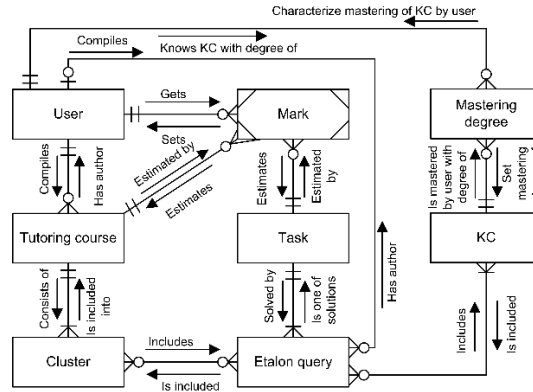 Characterize mastering of KC by user
Compiles
Knows KC with degree of
User
Gets
Sets
Mark
Mastering
degree
Compiles
Has author
Estimated by
Estimates
Estimates
Estimated
by
Is mastered
by user with
degree of
Set
mastering
Tutoring course
Task
KC
Consists of
Is included
into
Solved by
Is one of
solutions
Has author
Includes
Is included
Cluster
Includes
Is included
Etalon query